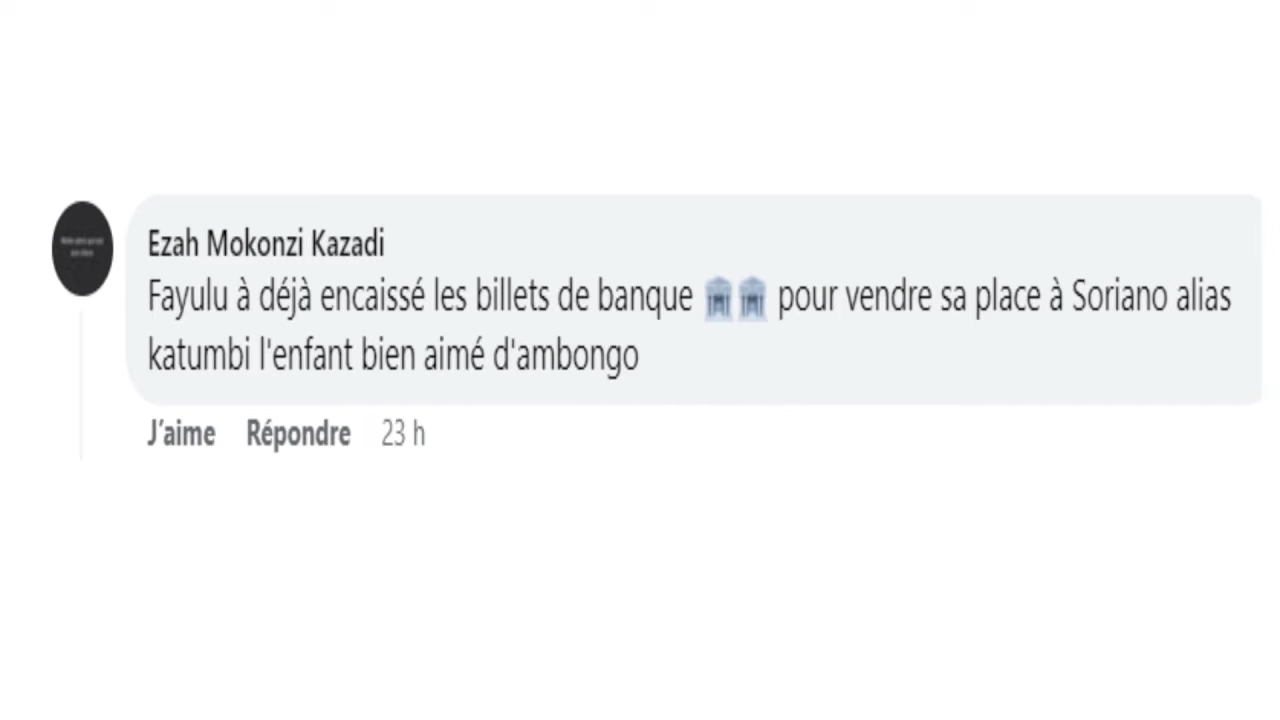 Ezah Mokonzi Kazadi
Fayulu à déjà encaissé les billets de banque 🏛️🏛️ pour vendre sa place à Soriano alias
katumbi l'enfant bien aimé d'ambongo
J'aime Répondre 23 h